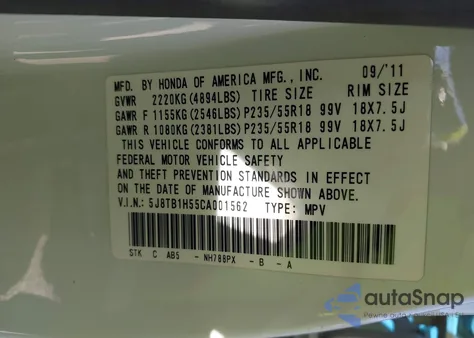 MFD. BY HONDA OF AMERICA MFG., INC. 09/'11
GVWR 2220KG(4894LBS) TIRE SIZE RIM SIZE
GAWR F 1155KG(2546LBS)P235/55R18 99V 18X7.5J
GAWR R 1080KG(2381LBS)P235/55R18 99V 18X7.5J
THIS VEHICLE CONFORMS TO ALL APPLICABLE
FEDERAL MOTOR VEHICLE SAFETY
AND THEFT PREVENTION STANDARDS IN EFFECT
ON THE DATE OF MANUFACTURE SHOWN ABOVE.
V.I.N.: 5J8TB1H55CA001562 TYPE: MPV
STK C AB5 - NH788PX - B - A
autoSnap
Pewne auto